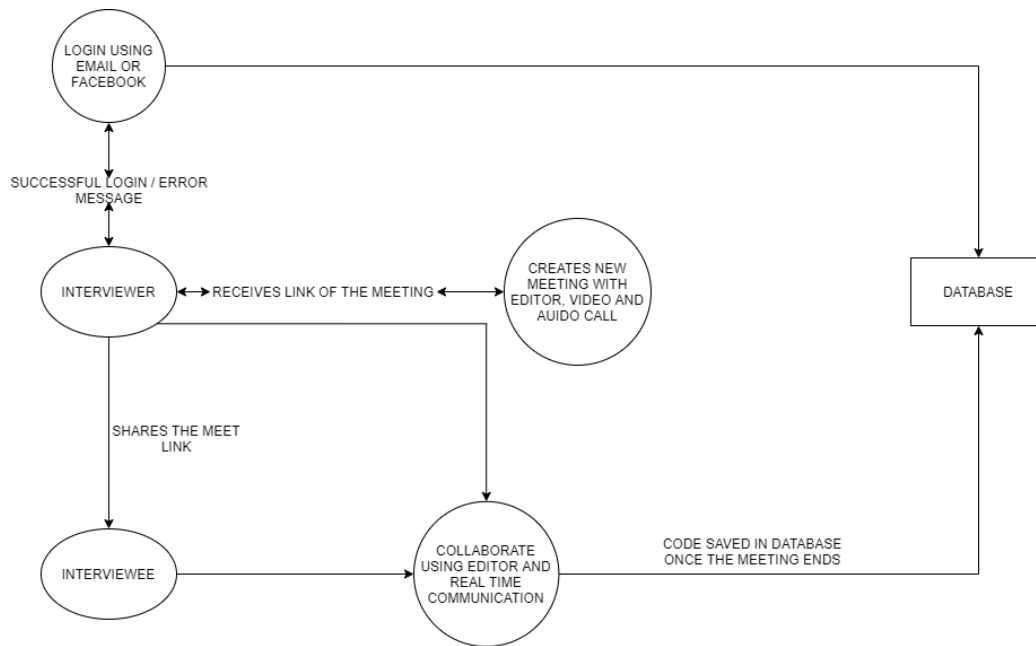 LOGIN USING
EMAIL OR
FACEBOOK
SUCCESSFUL LOGIN / ERROR
MESSAGE
INTERVIEWER
RECEIVES LINK OF THE MEETING
CREATES NEW
MEETING WITH
EDITOR, VIDEO AND
AUIDO CALL
DATABASE
SHARES THE MEET
LINK
INTERVIEWEE
COLLABORATE
USING EDITOR AND
REAL TIME
COMMUNICATION
CODE SAVED IN DATABASE
ONCE THE MEETING ENDS